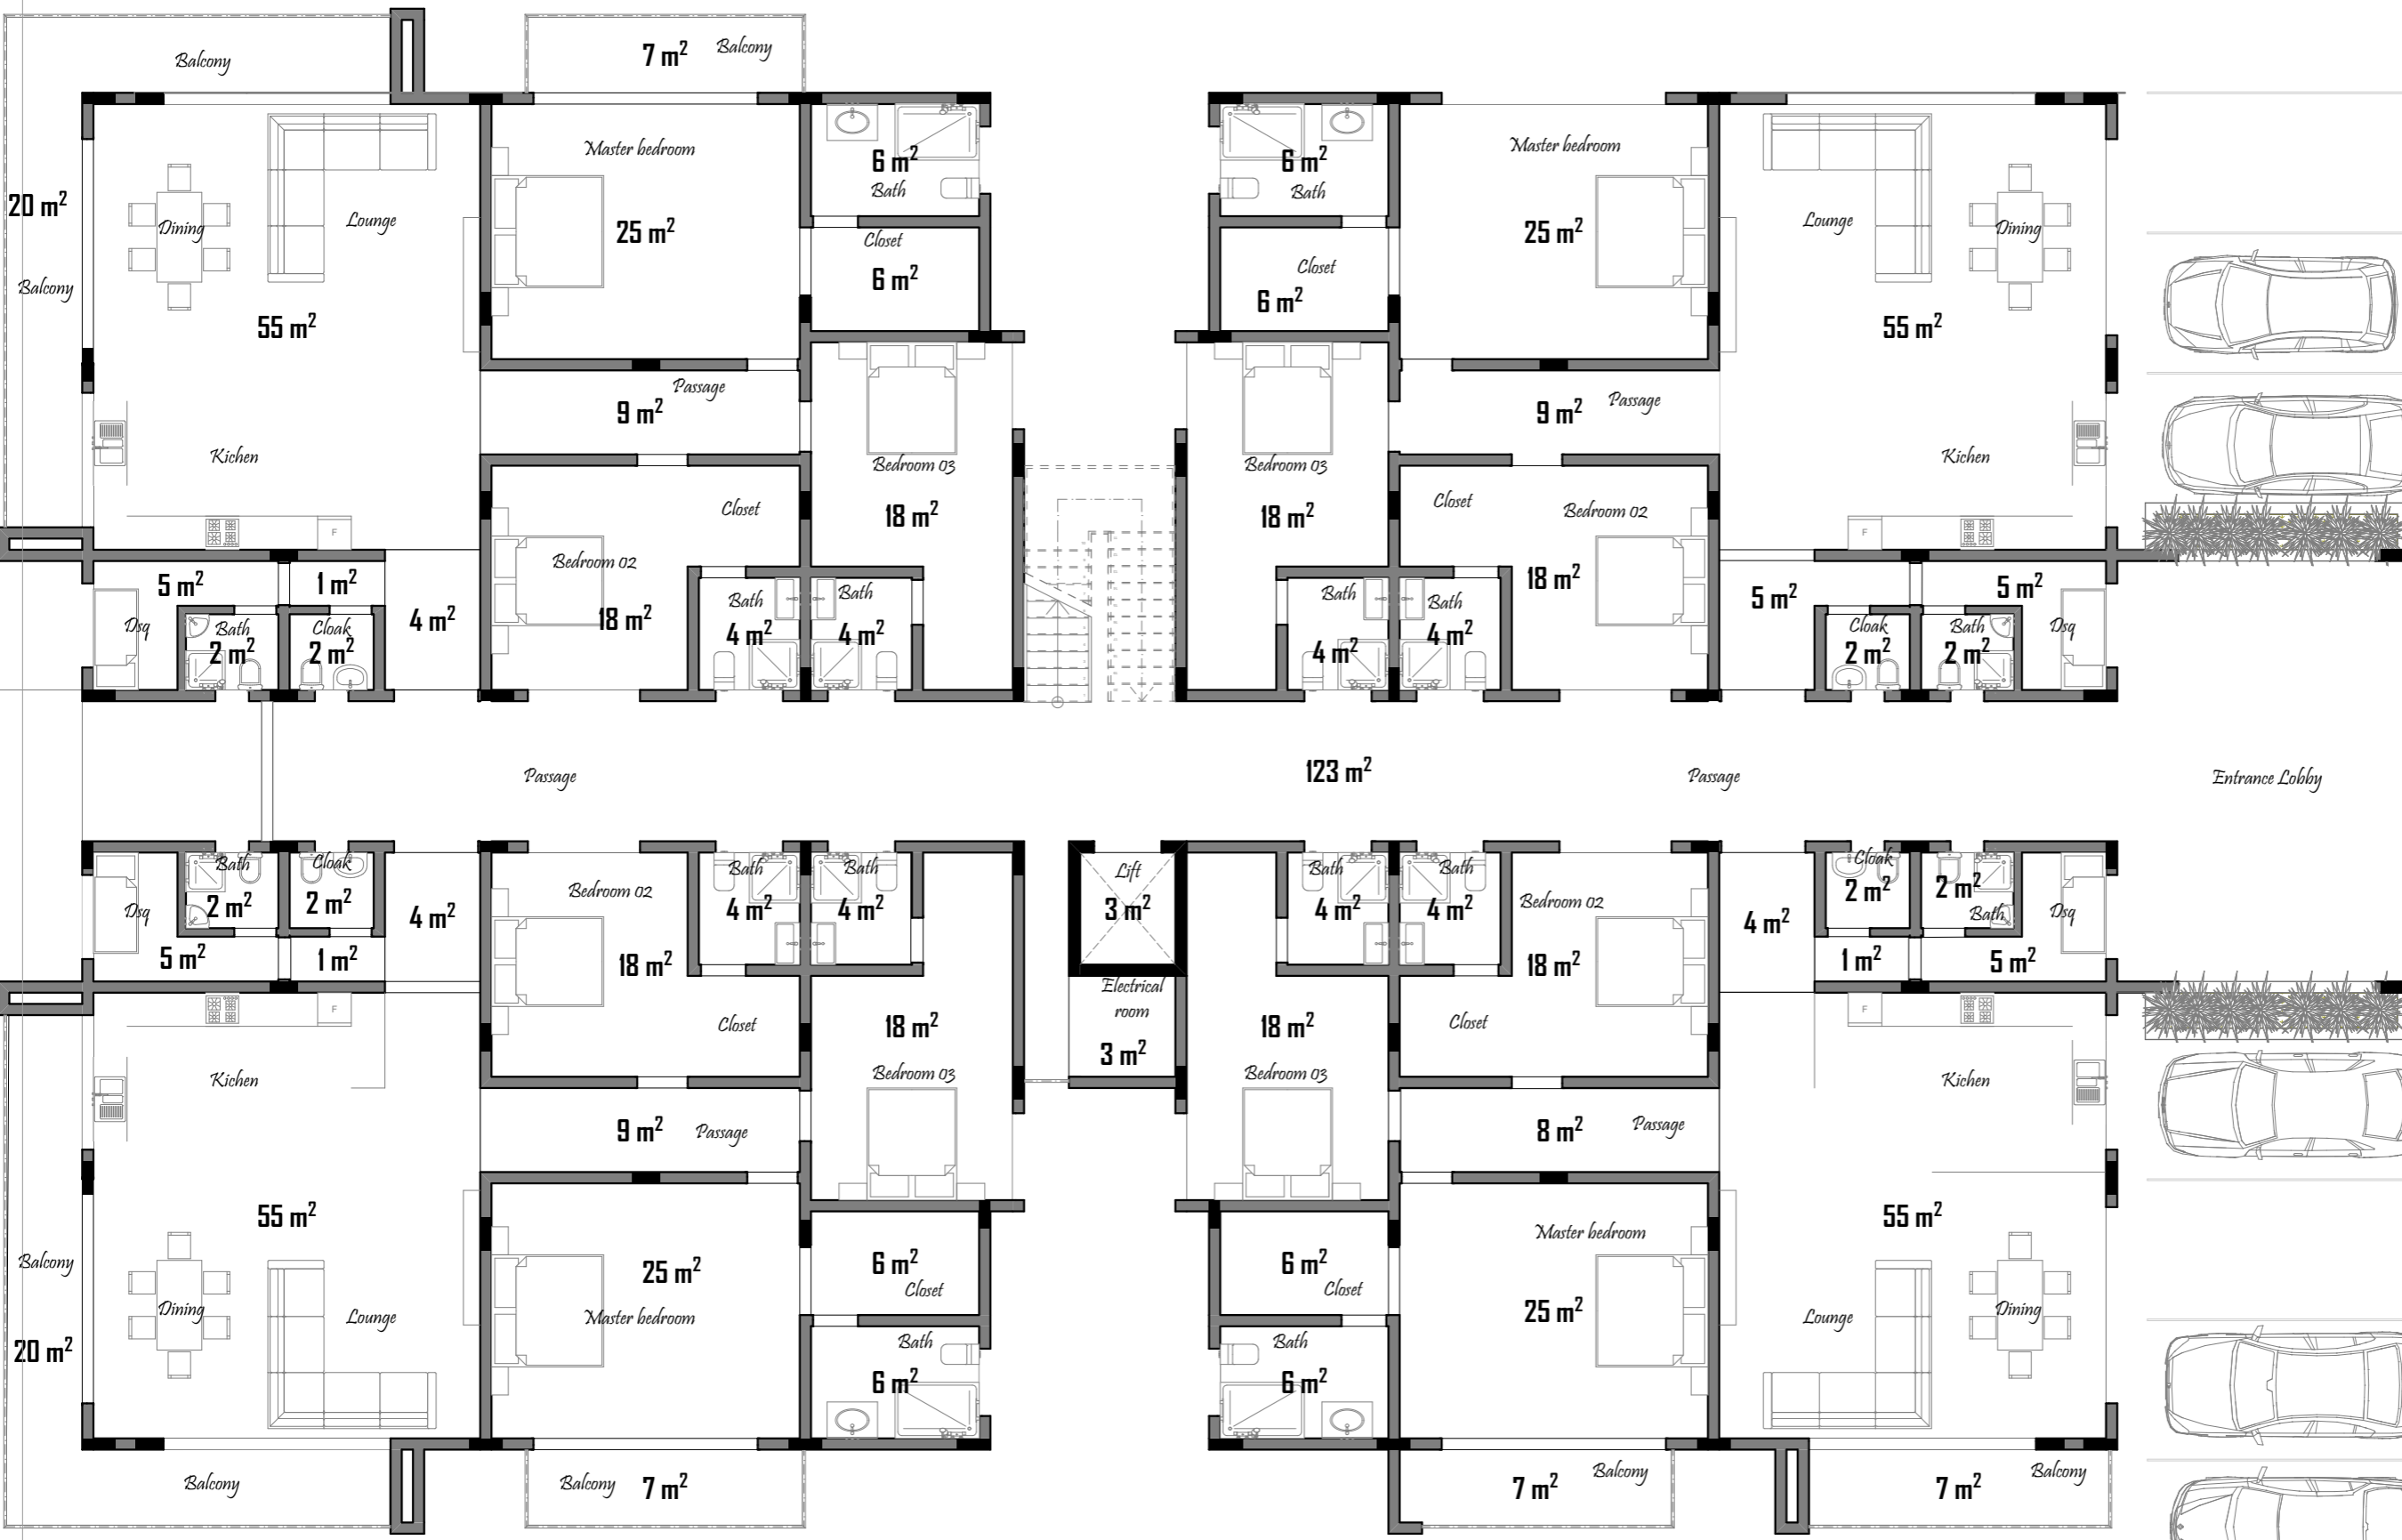 7 m² Balcony
Balcony
Master bedroom
Master bedroom
6 m²
Bath
6 m²
Bath
20 m²
Dining
Lounge
25 m²
Closet
6 m²
Closet
6 m²
25 m²
Lounge
Dining
Balcony
55 m²
55 m²
Passage
9 m²
9 m²
Passage
Kichen
Bedroom 03
Bedroom 03
Kichen
Closet
18 m²
18 m²
Closet
Bedroom 02
F
F
Bedroom 02
5 m²
1 m²
18 m²
5 m²
5 m²
Dsq
Bath
2 m²
Cloak
2 m²
4 m²
18 m²
Bath
4 m²
Bath
4 m²
Bath
4 m²
Bath
4 m²
Cloak
2 m²
Bath
2 m²
Dsq
Passage
123 m²
Passage
Entrance Lobby
Bath
2 m²
Cloak
2 m²
Dsq
4 m²
Bedroom 02
Bath
4 m²
Bath
4 m²
Lift
3 m²
Bath
4 m²
Bath
4 m²
Bedroom 02
4 m²
Cloak
2 m²
2 m²
Bath
Dsq
5 m²
1 m²
18 m²
18 m²
1 m²
5 m²
F
Closet
18 m²
Electrical
room
3 m²
18 m²
Closet
F
Kichen
Bedroom 03
Bedroom 03
Kichen
9 m²
Passage
8 m²
Passage
55 m²
55 m²
Balcony
25 m²
6 m²
Closet
6 m²
Closet
Master bedroom
Dining
Lounge
Master bedroom
25 m²
Lounge
Dining
20 m²
Bath
6 m²
Bath
6 m²
Balcony
Balcony
7 m²
7 m²
Balcony
7 m²
Balcony